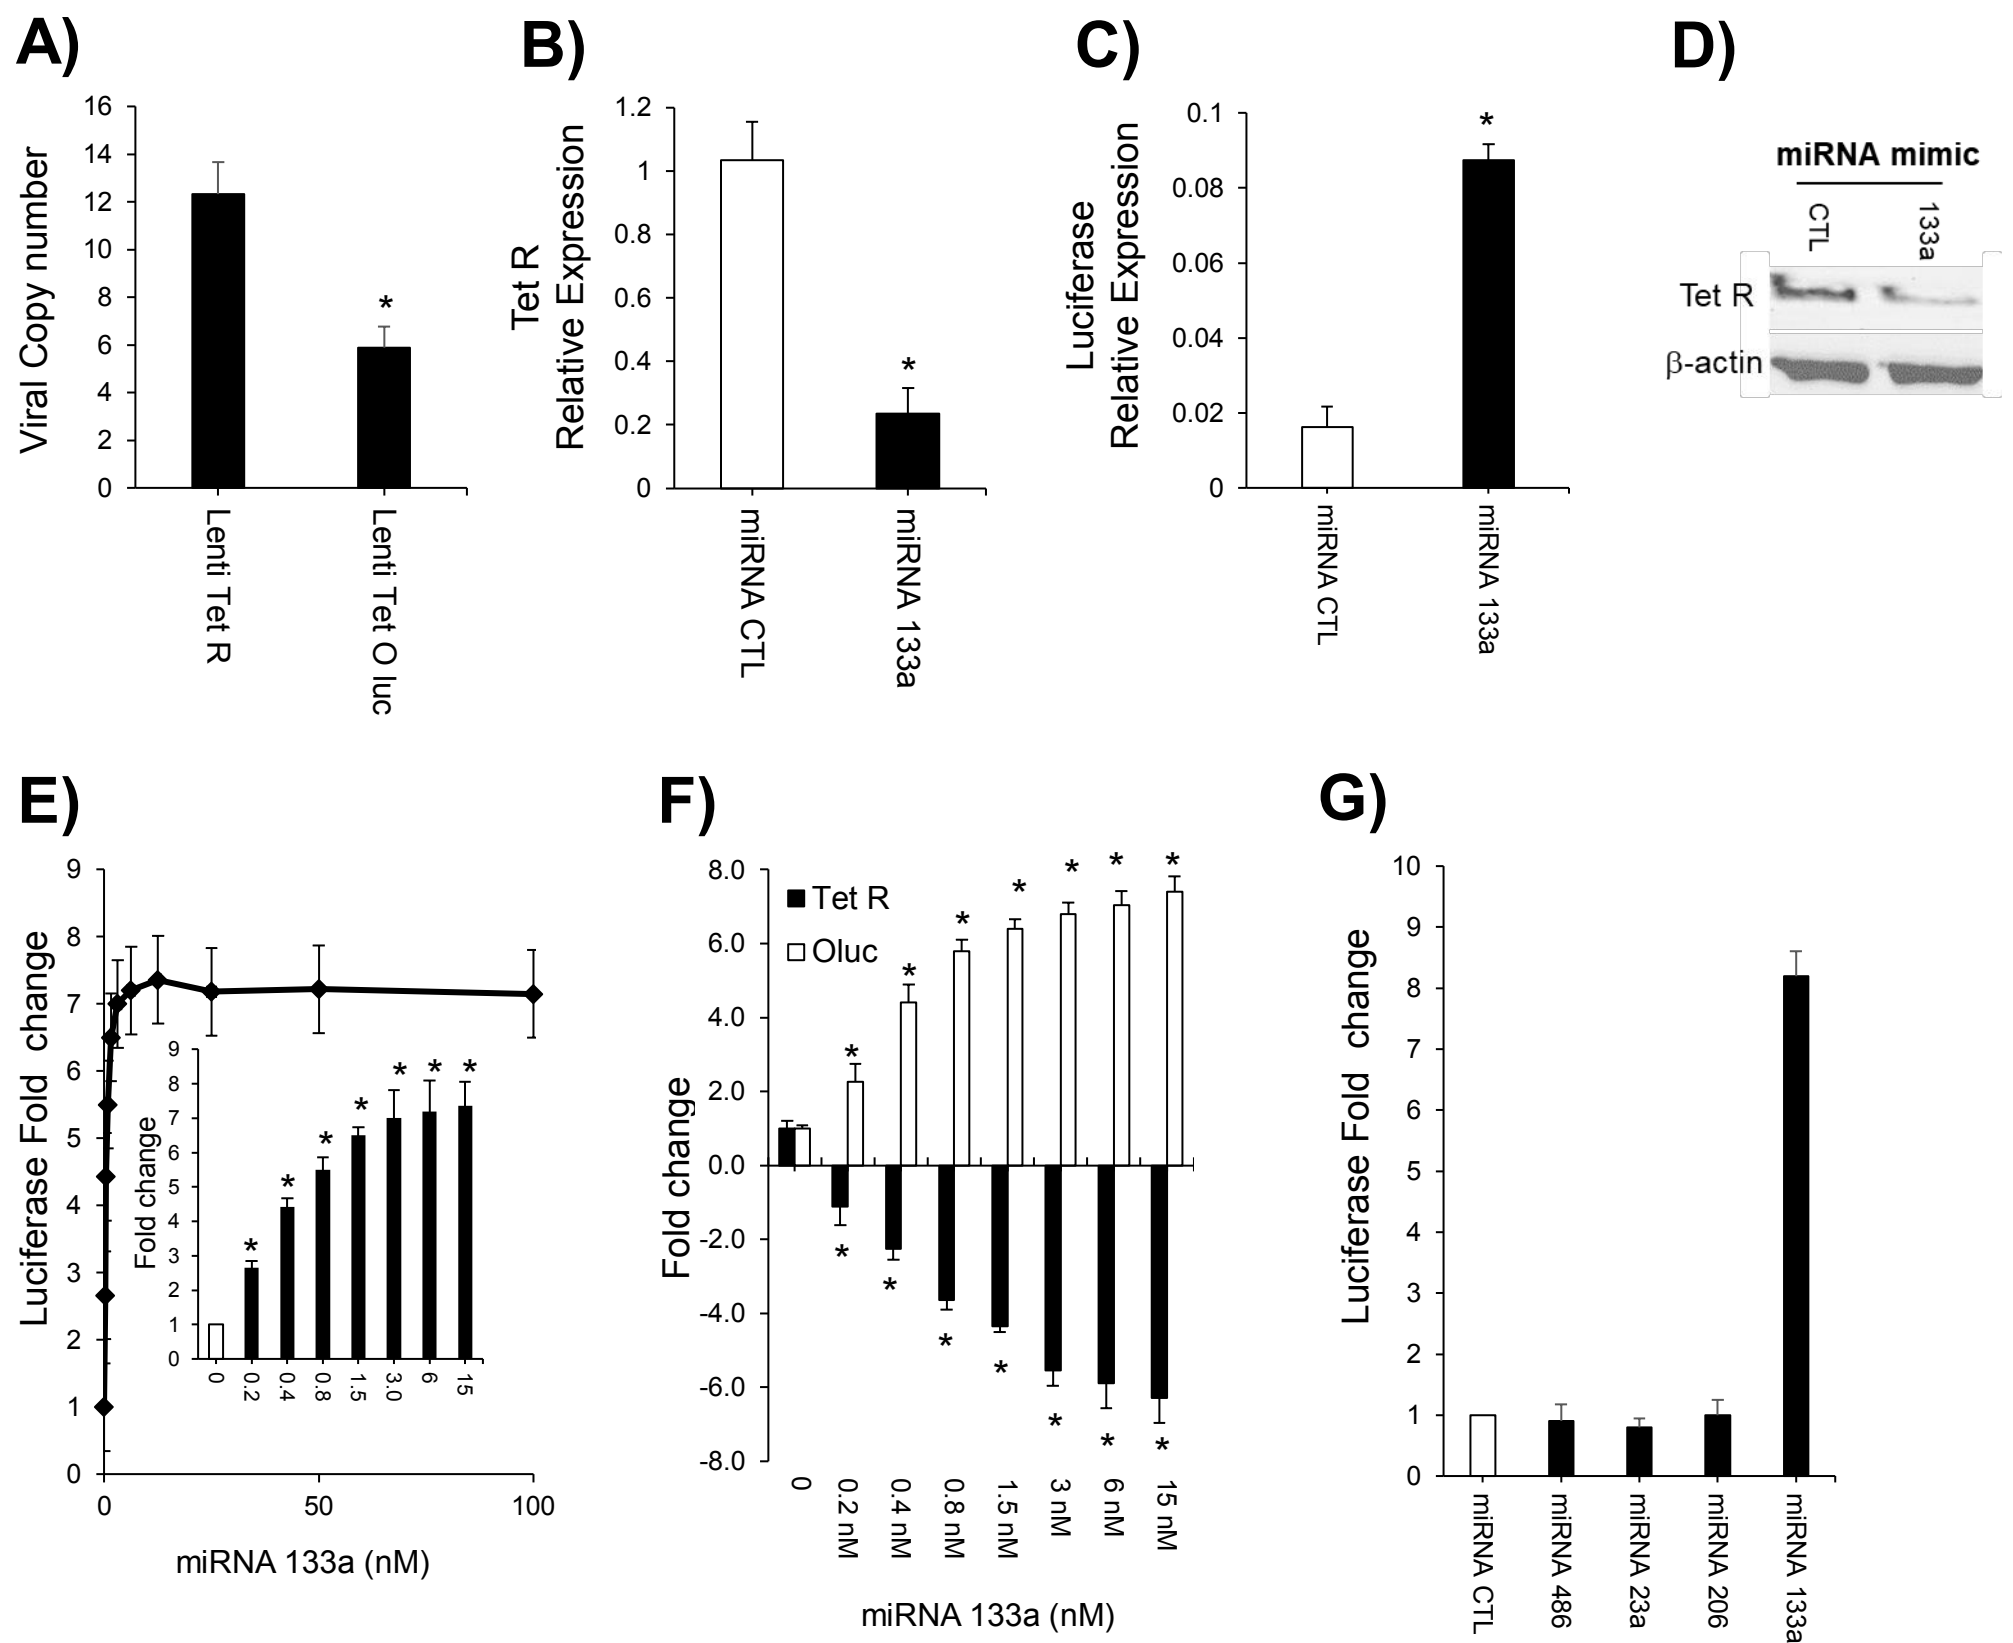 A)
Viral Copy number
16
14
12
10
8
6
4
2
0
*
Lenti Tet R
Lenti Tet O luc
B)
Tet R
Relative Expression
1.2
1
0.8
0.6
0.4
0.2
0
*
miRNA CTL
miRNA 133a
C)
Luciferase
Relative Expression
0.1
0.08
0.06
0.04
0.02
0
*
miRNA CTL
miRNA 133a
D)
miRNA mimic
CTL
133a
Tet R
β-actin
E)
Luciferase Fold change
9
8
7
6
5
4
3
2
1
0
0
50
100
miRNA 133a (nM)
Fold change
9
8
7
6
5
4
3
2
1
0
*
*
*
*
*
*
*
0
0.2
0.4
0.8
1.5
3.0
6
15
F)
Fold change
8.0
6.0
4.0
2.0
0.0
-2.0
-4.0
-6.0
-8.0
Tet R
Oluc
*
*
*
*
*
*
*
*
*
*
*
*
*
*
0
0.2 nM
0.4 nM
0.8 nM
1.5 nM
3 nM
6 nM
15 nM
miRNA 133a (nM)
G)
Luciferase Fold change
10
9
8
7
6
5
4
3
2
1
0
miRNA CTL
miRNA 486
miRNA 23a
miRNA 206
miRNA 133a